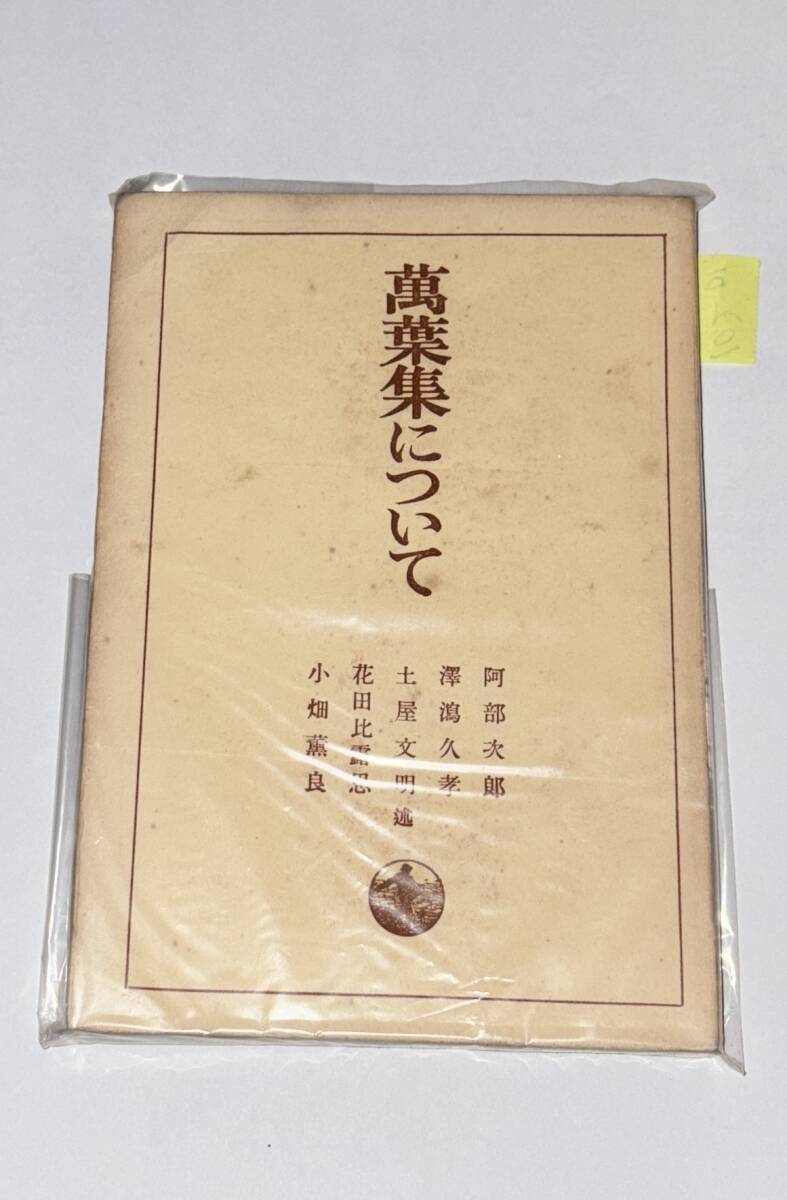 萬葉集について
阿部次郎
澤瀉久孝
土屋文明
述
花田比露思
小畑薫良